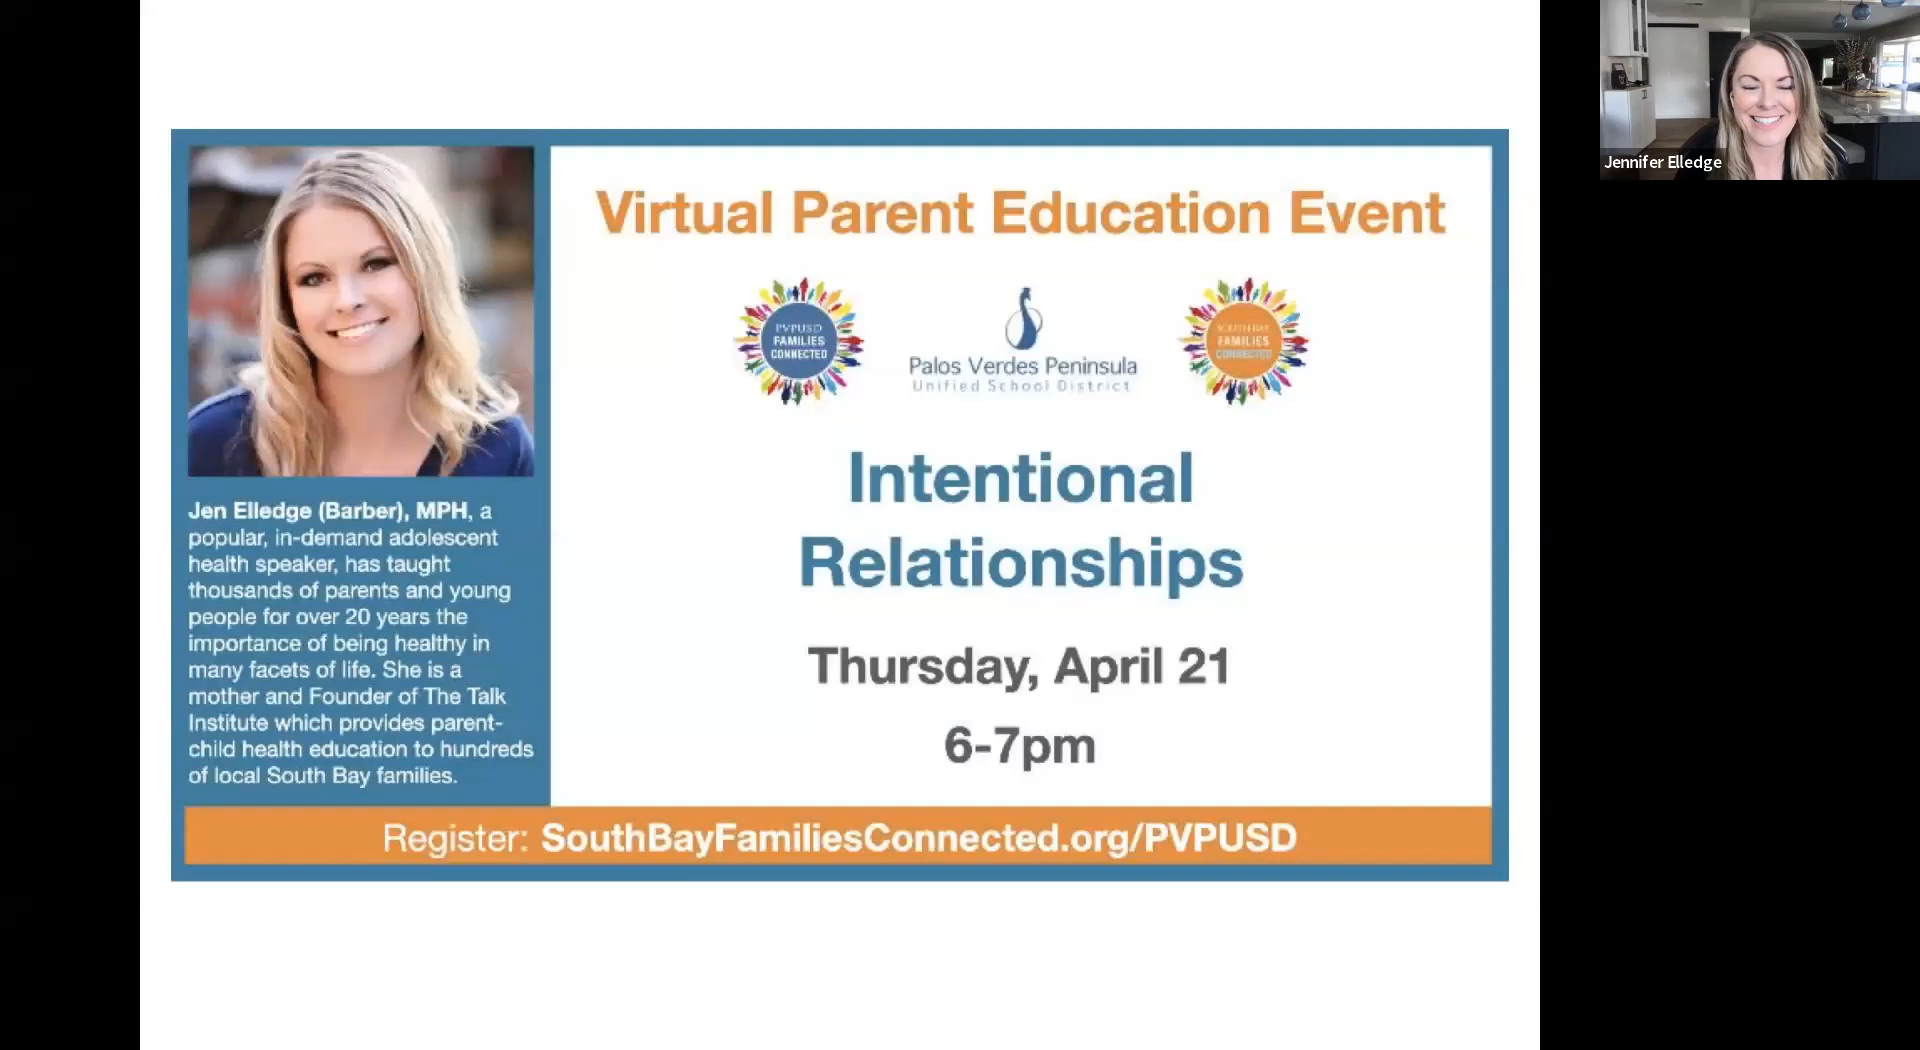 Jennifer Elledge
Virtual Parent Education Event
PVPUSD
FAMILIES
CONNECTED
Palos Verdes Peninsula
Unified School District
SOUTH BAY
FAMILIES
CONNECTED
Intentional
Relationships
Thursday, April 21
6-7pm
Jen Elledge (Barber), MPH, a
popular, in-demand adolescent
health speaker, has taught
thousands of parents and young
people for over 20 years the
importance of being healthy in
many facets of life. She is a
mother and Founder of The Talk
Institute which provides parent-
child health education to hundreds
of local South Bay families.
Register: SouthBayFamiliesConnected.org/PVPUSD